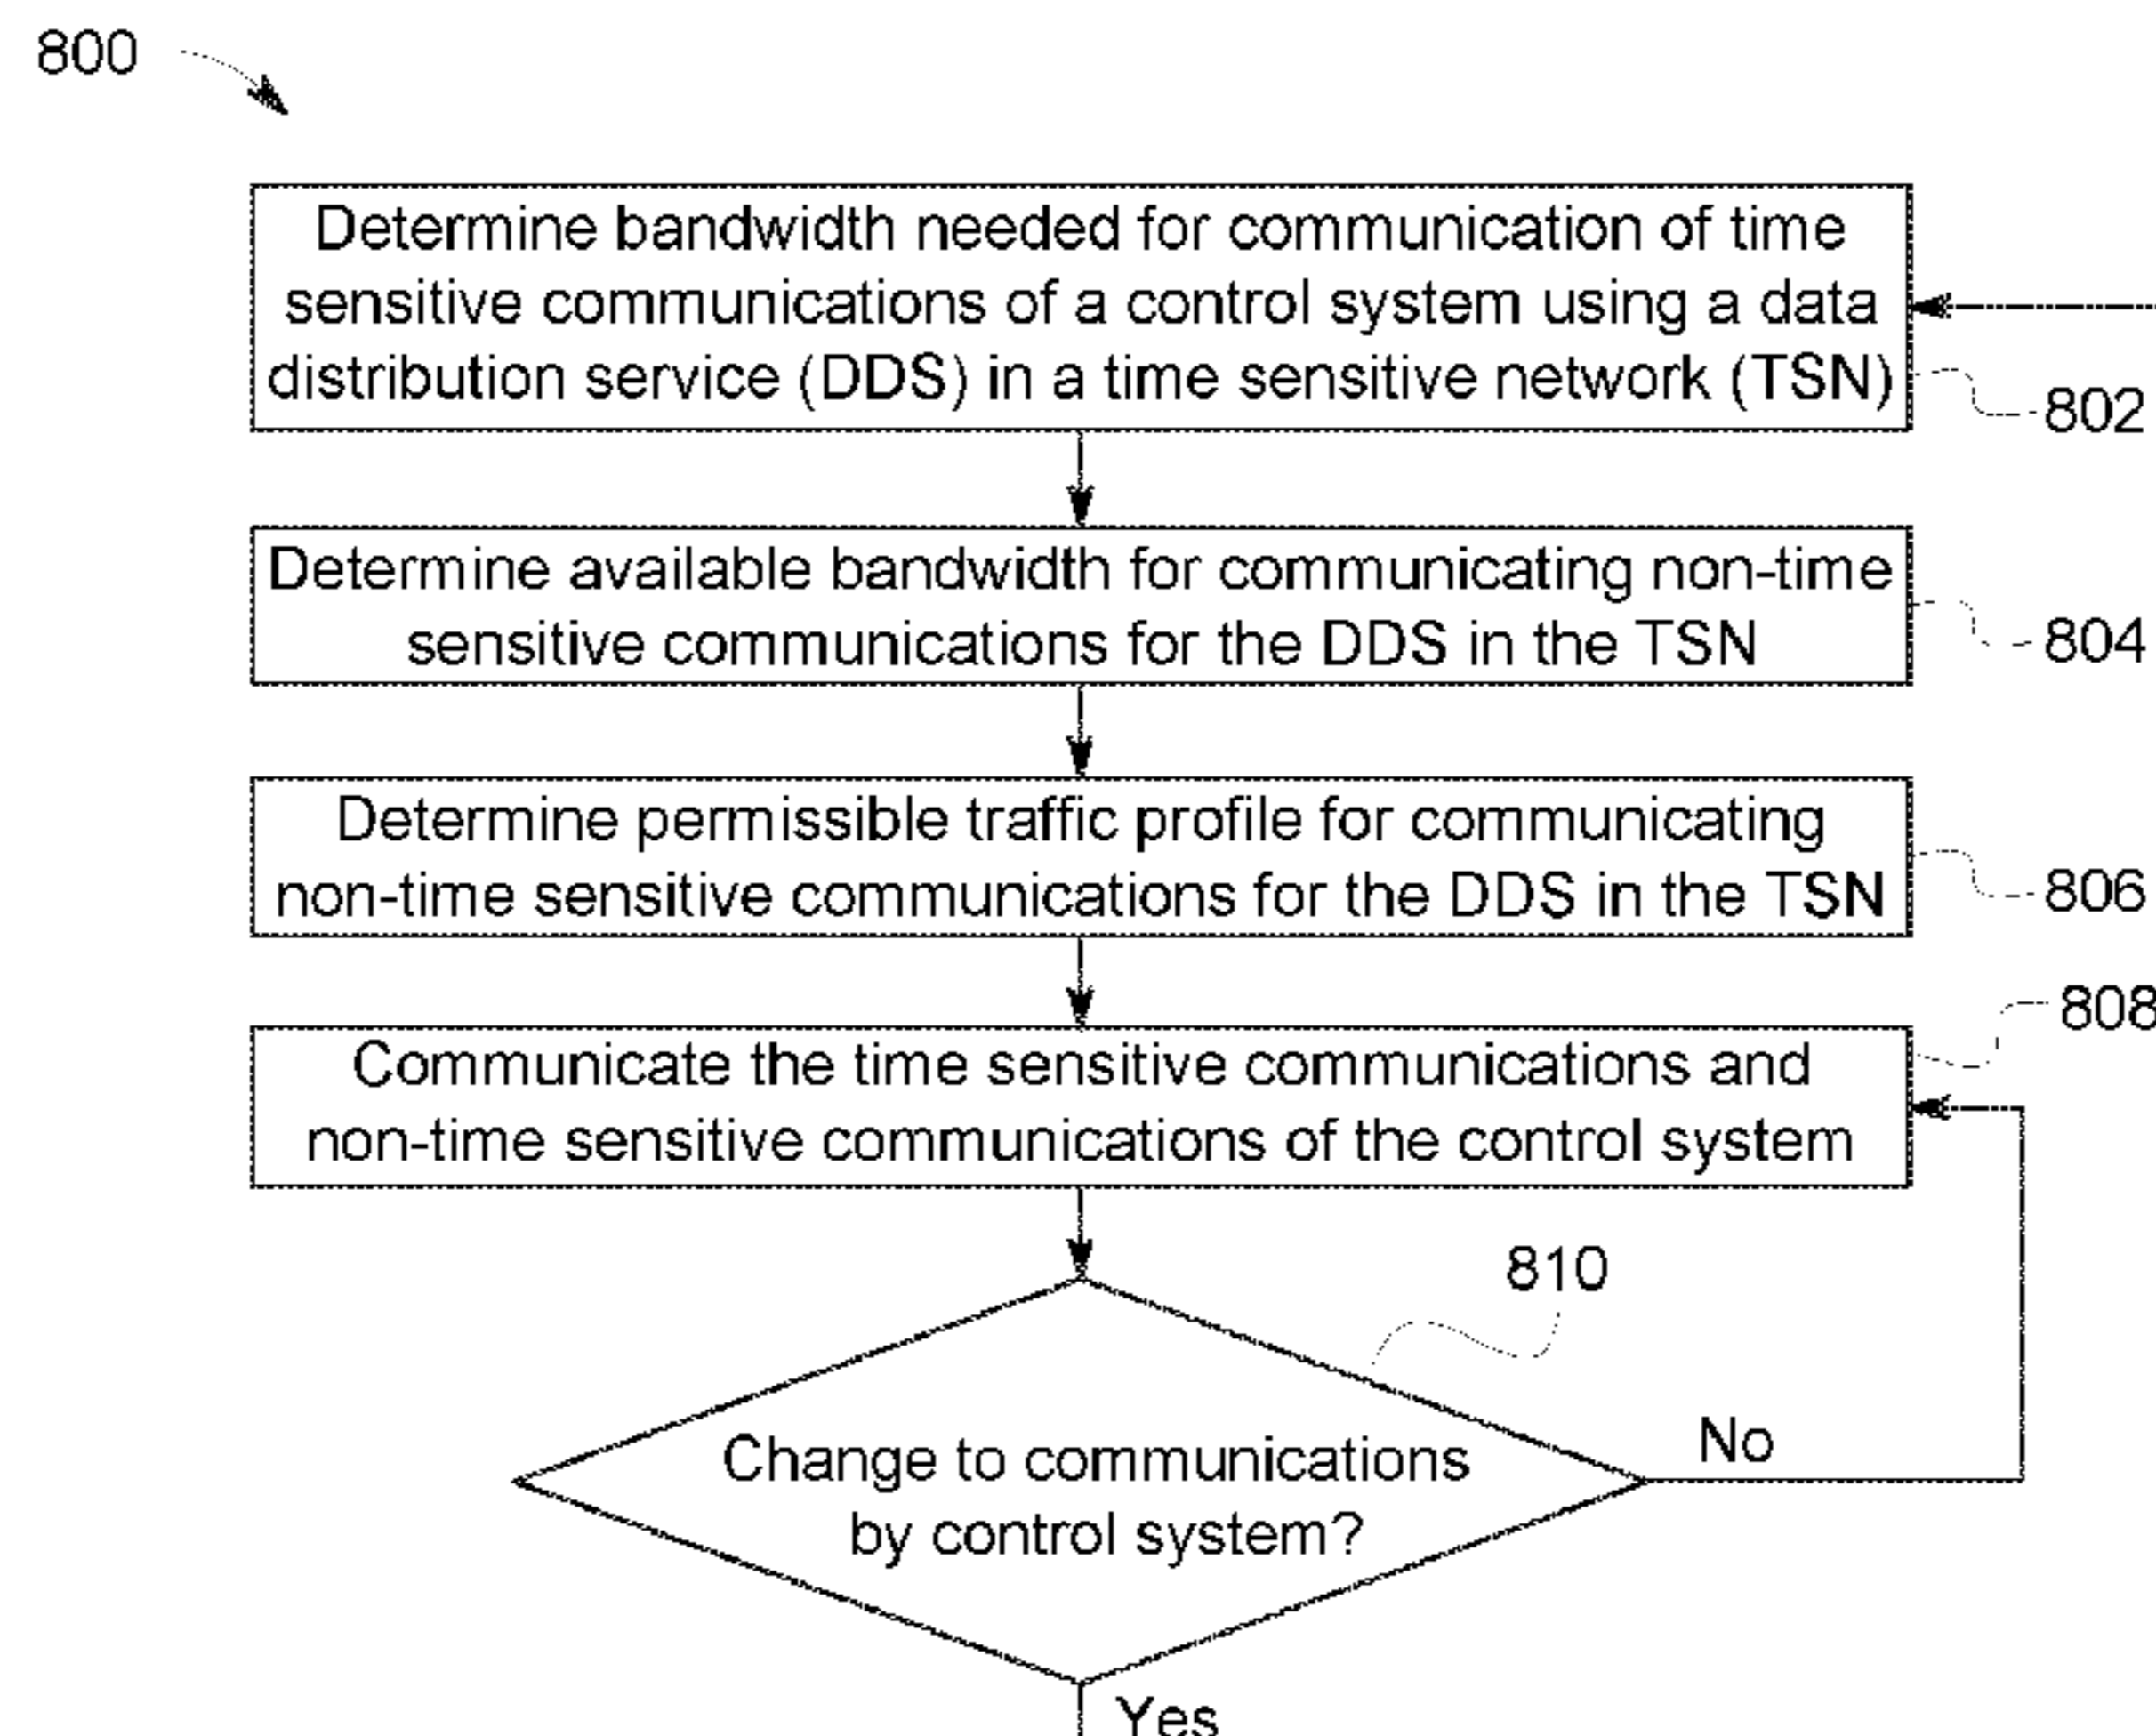 800
Determine bandwidth needed for communication of time
sensitive communications of a control system using a data
distribution service (DDS) in a time sensitive network (TSN)
802
Determine available bandwidth for communicating non-time
sensitive communications for the DDS in the TSN
804
Determine permissible traffic profile for communicating
non-time sensitive communications for the DDS in the TSN
806
808
Communicate the time sensitive communications and
non-time sensitive communications of the control system
810
Change to communications
by control system?
No
Yes